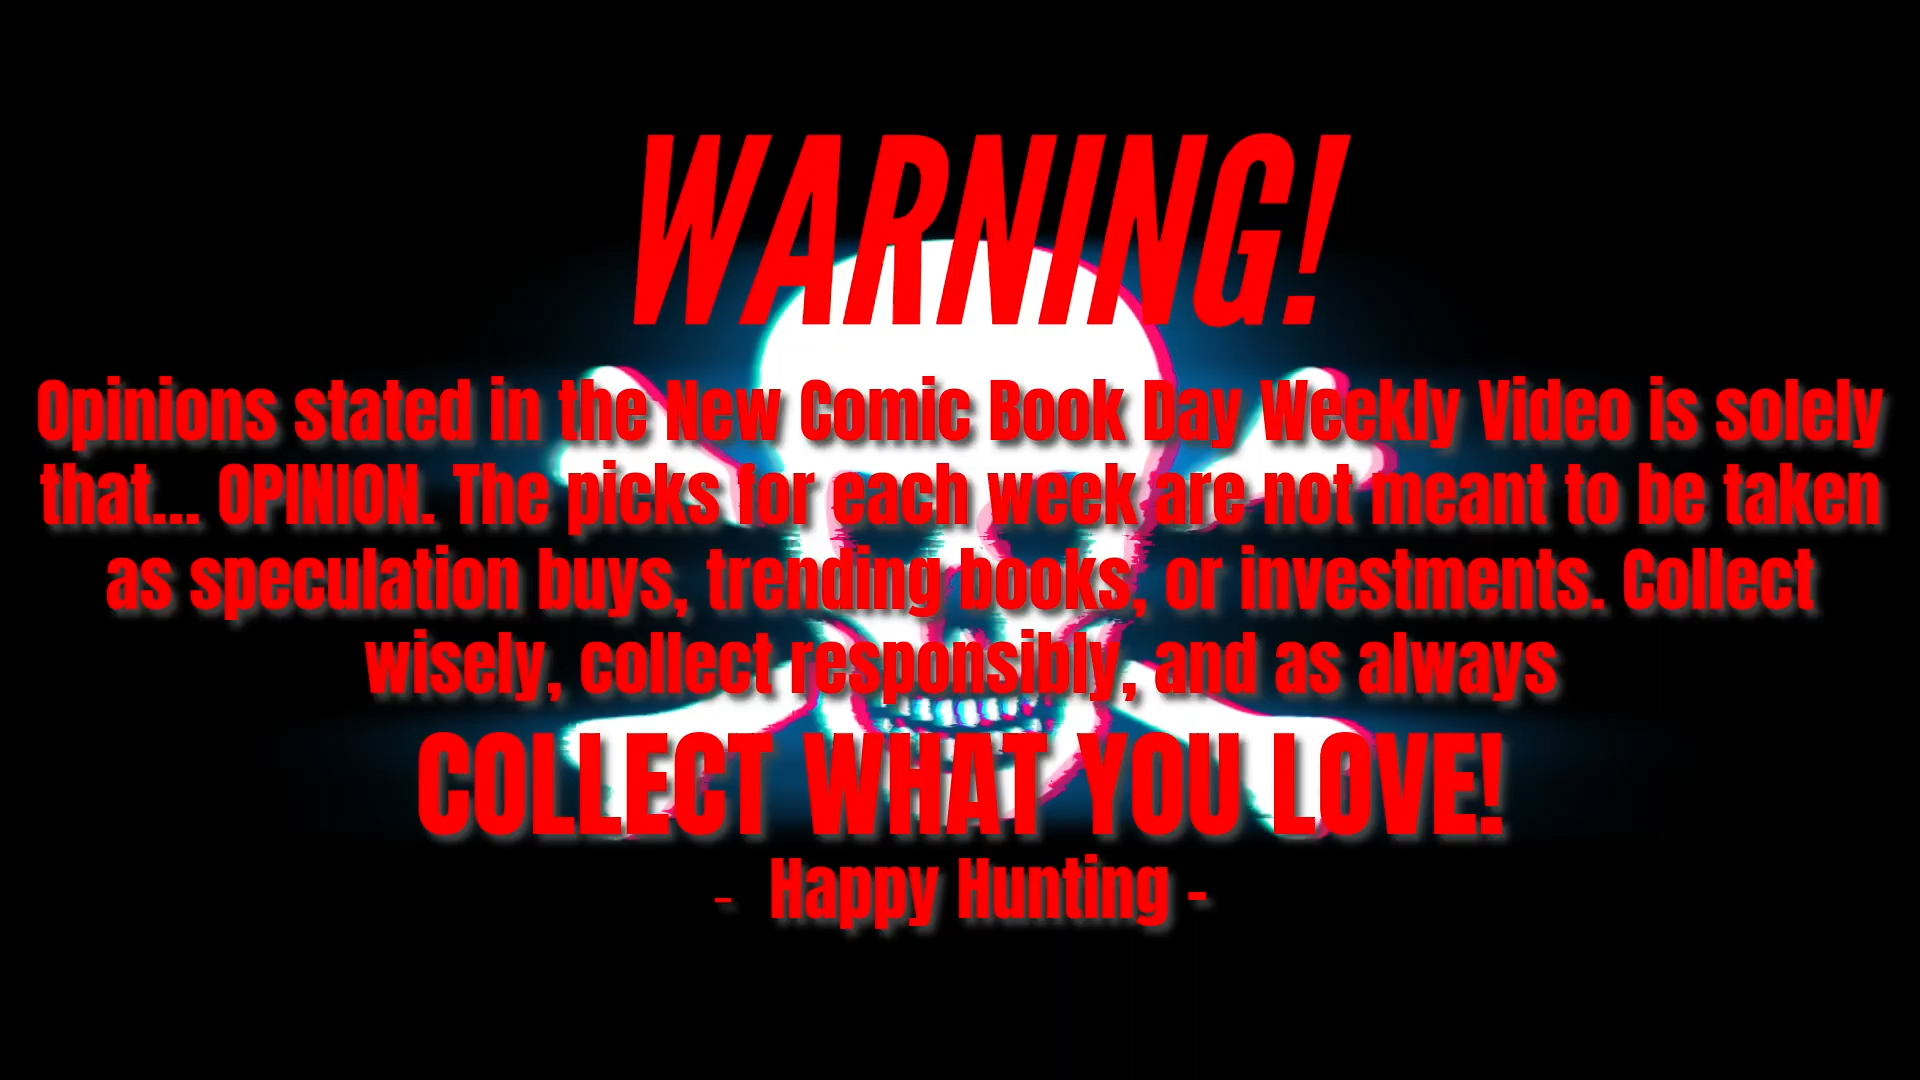 WARNING!
Opinions stated in the New Comic Book Day Weekly Video is solely
that... OPINION. The picks for each week are not meant to be taken
as speculation buys, trending books, or investments. Collect
wisely, collect responsibly, and as always
COLLECT WHAT YOU LOVE!
- Happy Hunting -